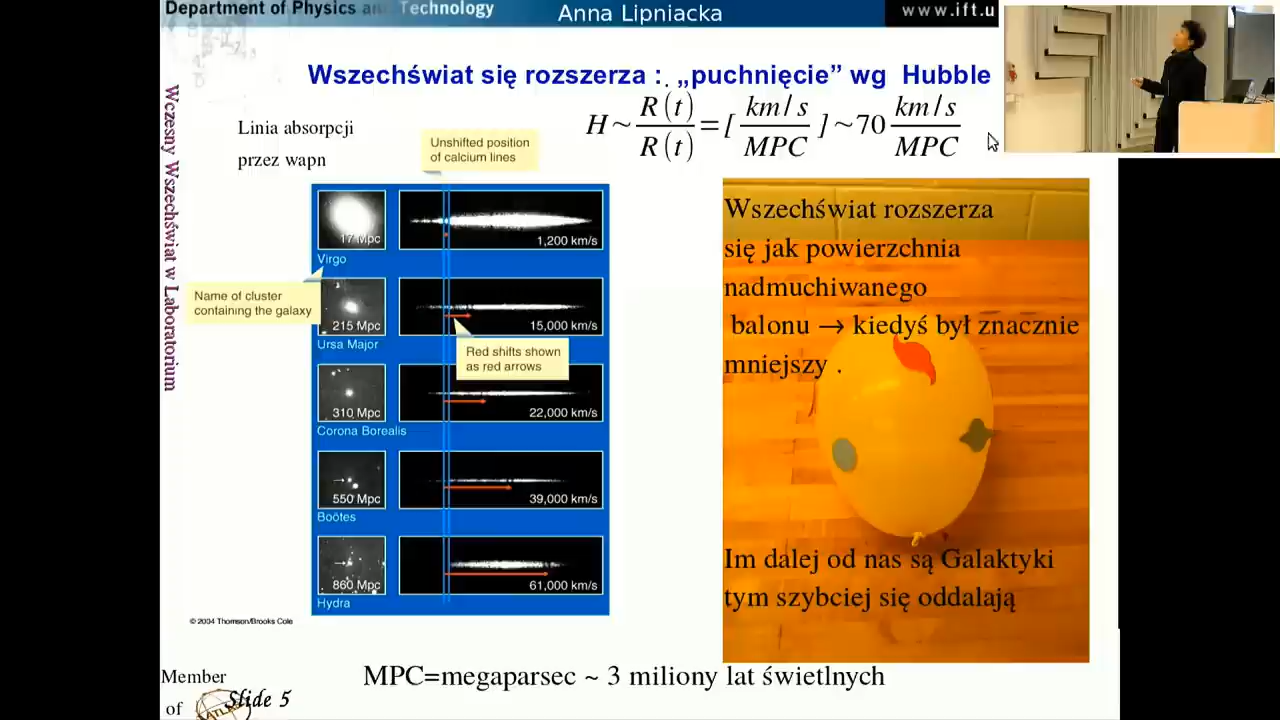 Department of Physics and Technology
Anna Lipniacka
www.ift.u
Wszechświat się rozszerza : „puchnięcie” wg Hubble
H ~ R(t) / R(t) = [ km/s / MPC ] ~70 km/s / MPC
Wczesny Wszechświat w Laboratorium
Linia absorpcji
przez wapn
Unshifted position
of calcium lines
17 Mpc
1,200 km/s
Virgo
Name of cluster
containing the galaxy
215 Mpc
15,000 km/s
Ursa Major
Red shifts shown
as red arrows
310 Mpc
22,000 km/s
Corona Borealis
550 Mpc
39,000 km/s
Boötes
860 Mpc
61,000 km/s
Hydra
© 2004 Thomson/Brooks Cole
Wszechświat rozszerza
się jak powierzchnia
nadmuchiwanego
balonu → kiedyś był znacznie
mniejszy .
Im dalej od nas są Galaktyki
tym szybciej się oddalają
MPC=megaparsec ~ 3 miliony lat świetlnych
Member
of
Slide 5